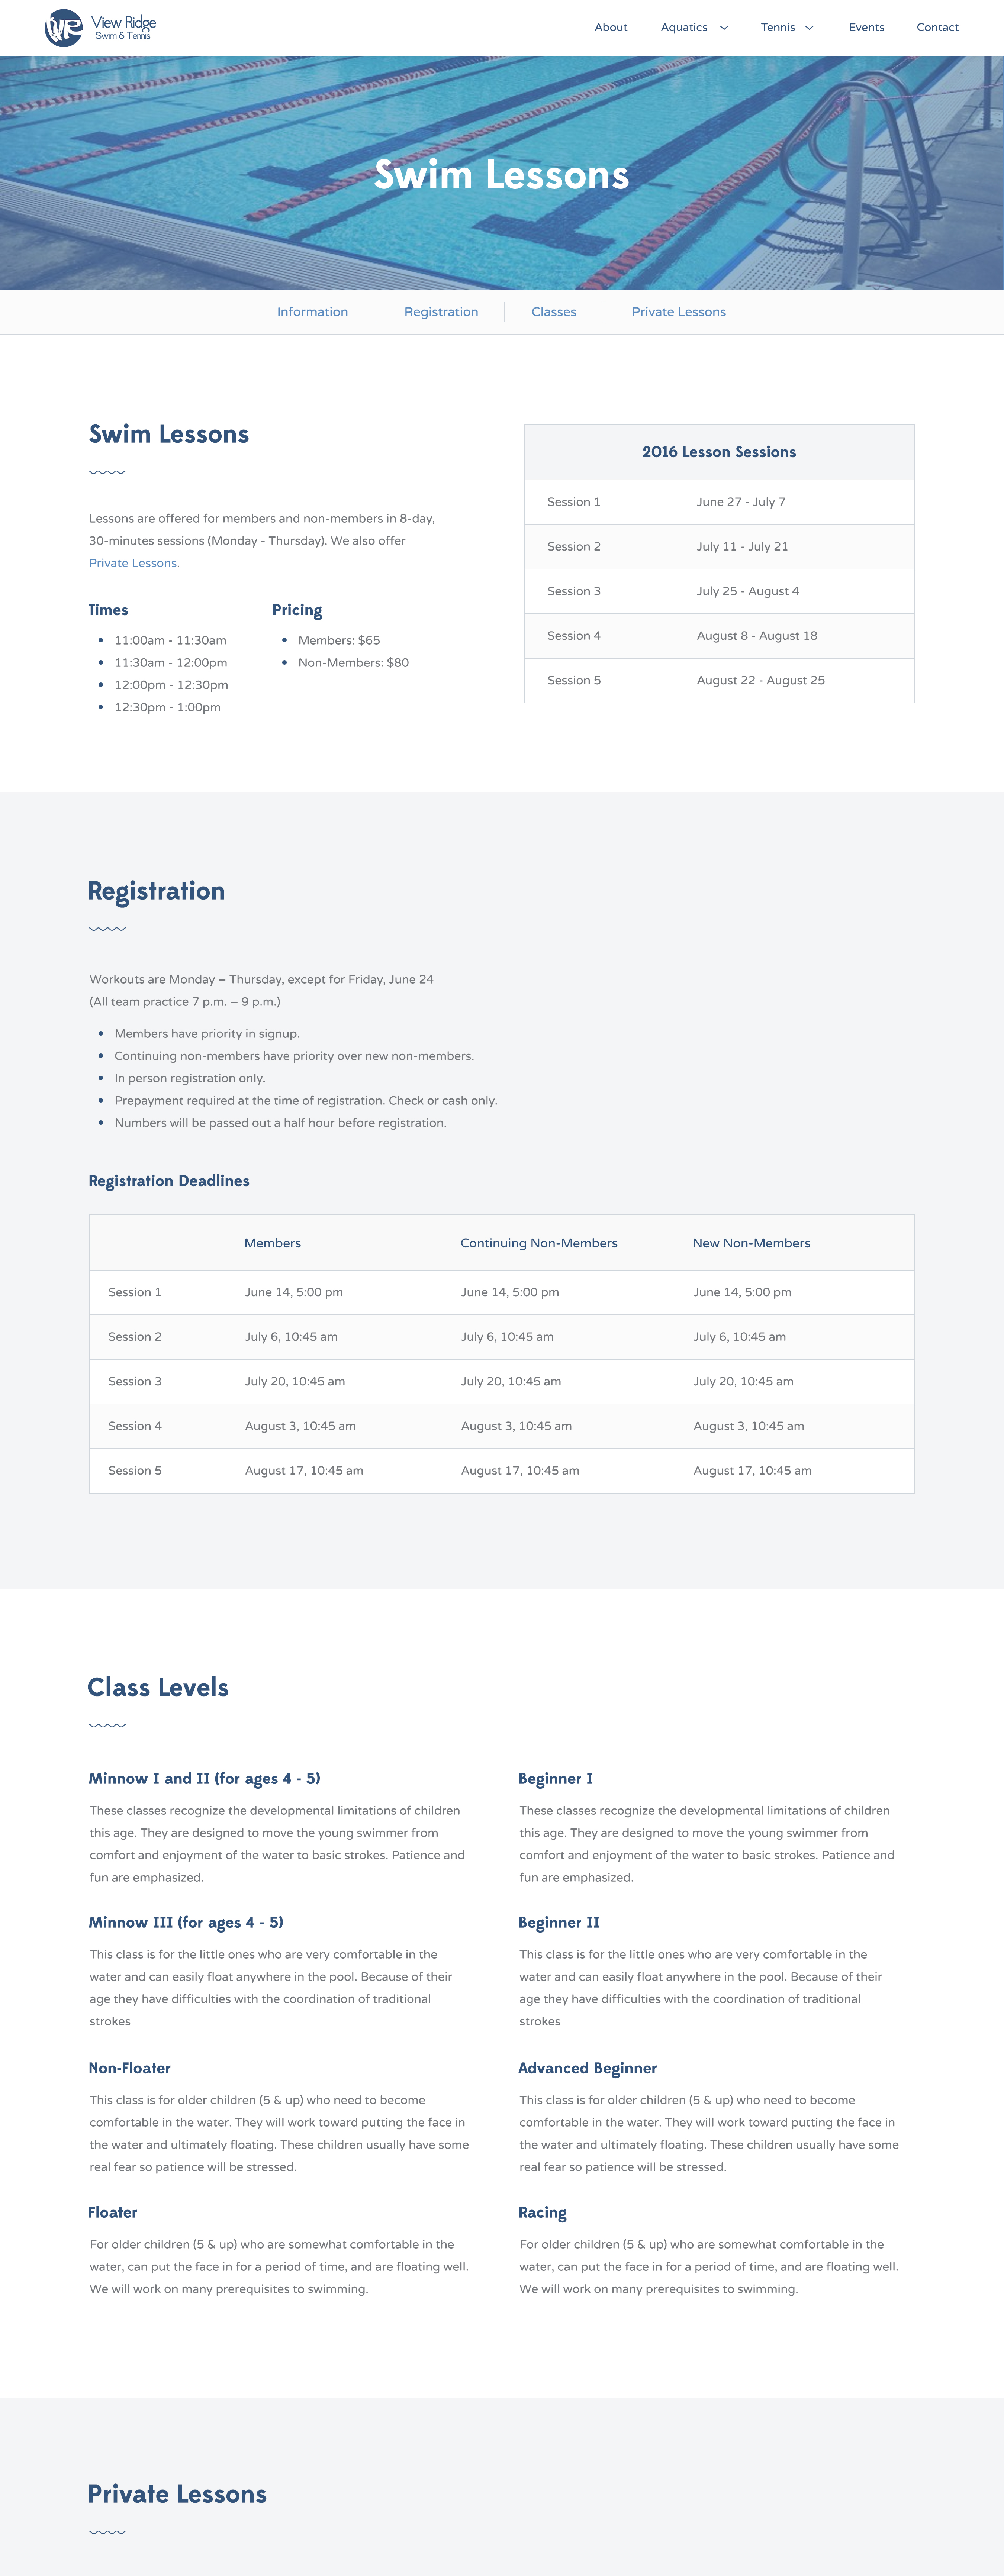 View Ridge
Swim & Tennis
About Aquatics Tennis Events Contact
Swim Lessons
Information Registration Classes Private Lessons
Swim Lessons
Lessons are offered for members and non-members in 8-day,
30-minutes sessions (Monday - Thursday). We also offer
Private Lessons.
Times
11:00am - 11:30am
11:30am - 12:00pm
12:00pm - 12:30pm
12:30pm - 1:00pm
Pricing
Members: $65
Non-Members: $80
2016 Lesson Sessions
Session 1 June 27 - July 7
Session 2 July 11 - July 21
Session 3 July 25 - August 4
Session 4 August 8 - August 18
Session 5 August 22 - August 25
Registration
Workouts are Monday – Thursday, except for Friday, June 24
(All team practice 7 p.m. – 9 p.m.)
Members have priority in signup.
Continuing non-members have priority over new non-members.
In person registration only.
Prepayment required at the time of registration. Check or cash only.
Numbers will be passed out a half hour before registration.
Registration Deadlines
Members Continuing Non-Members New Non-Members
Session 1 June 14, 5:00 pm June 14, 5:00 pm June 14, 5:00 pm
Session 2 July 6, 10:45 am July 6, 10:45 am July 6, 10:45 am
Session 3 July 20, 10:45 am July 20, 10:45 am July 20, 10:45 am
Session 4 August 3, 10:45 am August 3, 10:45 am August 3, 10:45 am
Session 5 August 17, 10:45 am August 17, 10:45 am August 17, 10:45 am
Class Levels
Minnow I and II (for ages 4 - 5)
These classes recognize the developmental limitations of children
this age. They are designed to move the young swimmer from
comfort and enjoyment of the water to basic strokes. Patience and
fun are emphasized.
Minnow III (for ages 4 - 5)
This class is for the little ones who are very comfortable in the
water and can easily float anywhere in the pool. Because of their
age they have difficulties with the coordination of traditional
strokes
Non-Floater
This class is for older children (5 & up) who need to become
comfortable in the water. They will work toward putting the face in
the water and ultimately floating. These children usually have some
real fear so patience will be stressed.
Floater
For older children (5 & up) who are somewhat comfortable in the
water, can put the face in for a period of time, and are floating well.
We will work on many prerequisites to swimming.
Beginner I
These classes recognize the developmental limitations of children
this age. They are designed to move the young swimmer from
comfort and enjoyment of the water to basic strokes. Patience and
fun are emphasized.
Beginner II
This class is for the little ones who are very comfortable in the
water and can easily float anywhere in the pool. Because of their
age they have difficulties with the coordination of traditional
strokes
Advanced Beginner
This class is for older children (5 & up) who need to become
comfortable in the water. They will work toward putting the face in
the water and ultimately floating. These children usually have some
real fear so patience will be stressed.
Racing
For older children (5 & up) who are somewhat comfortable in the
water, can put the face in for a period of time, and are floating well.
We will work on many prerequisites to swimming.
Private Lessons